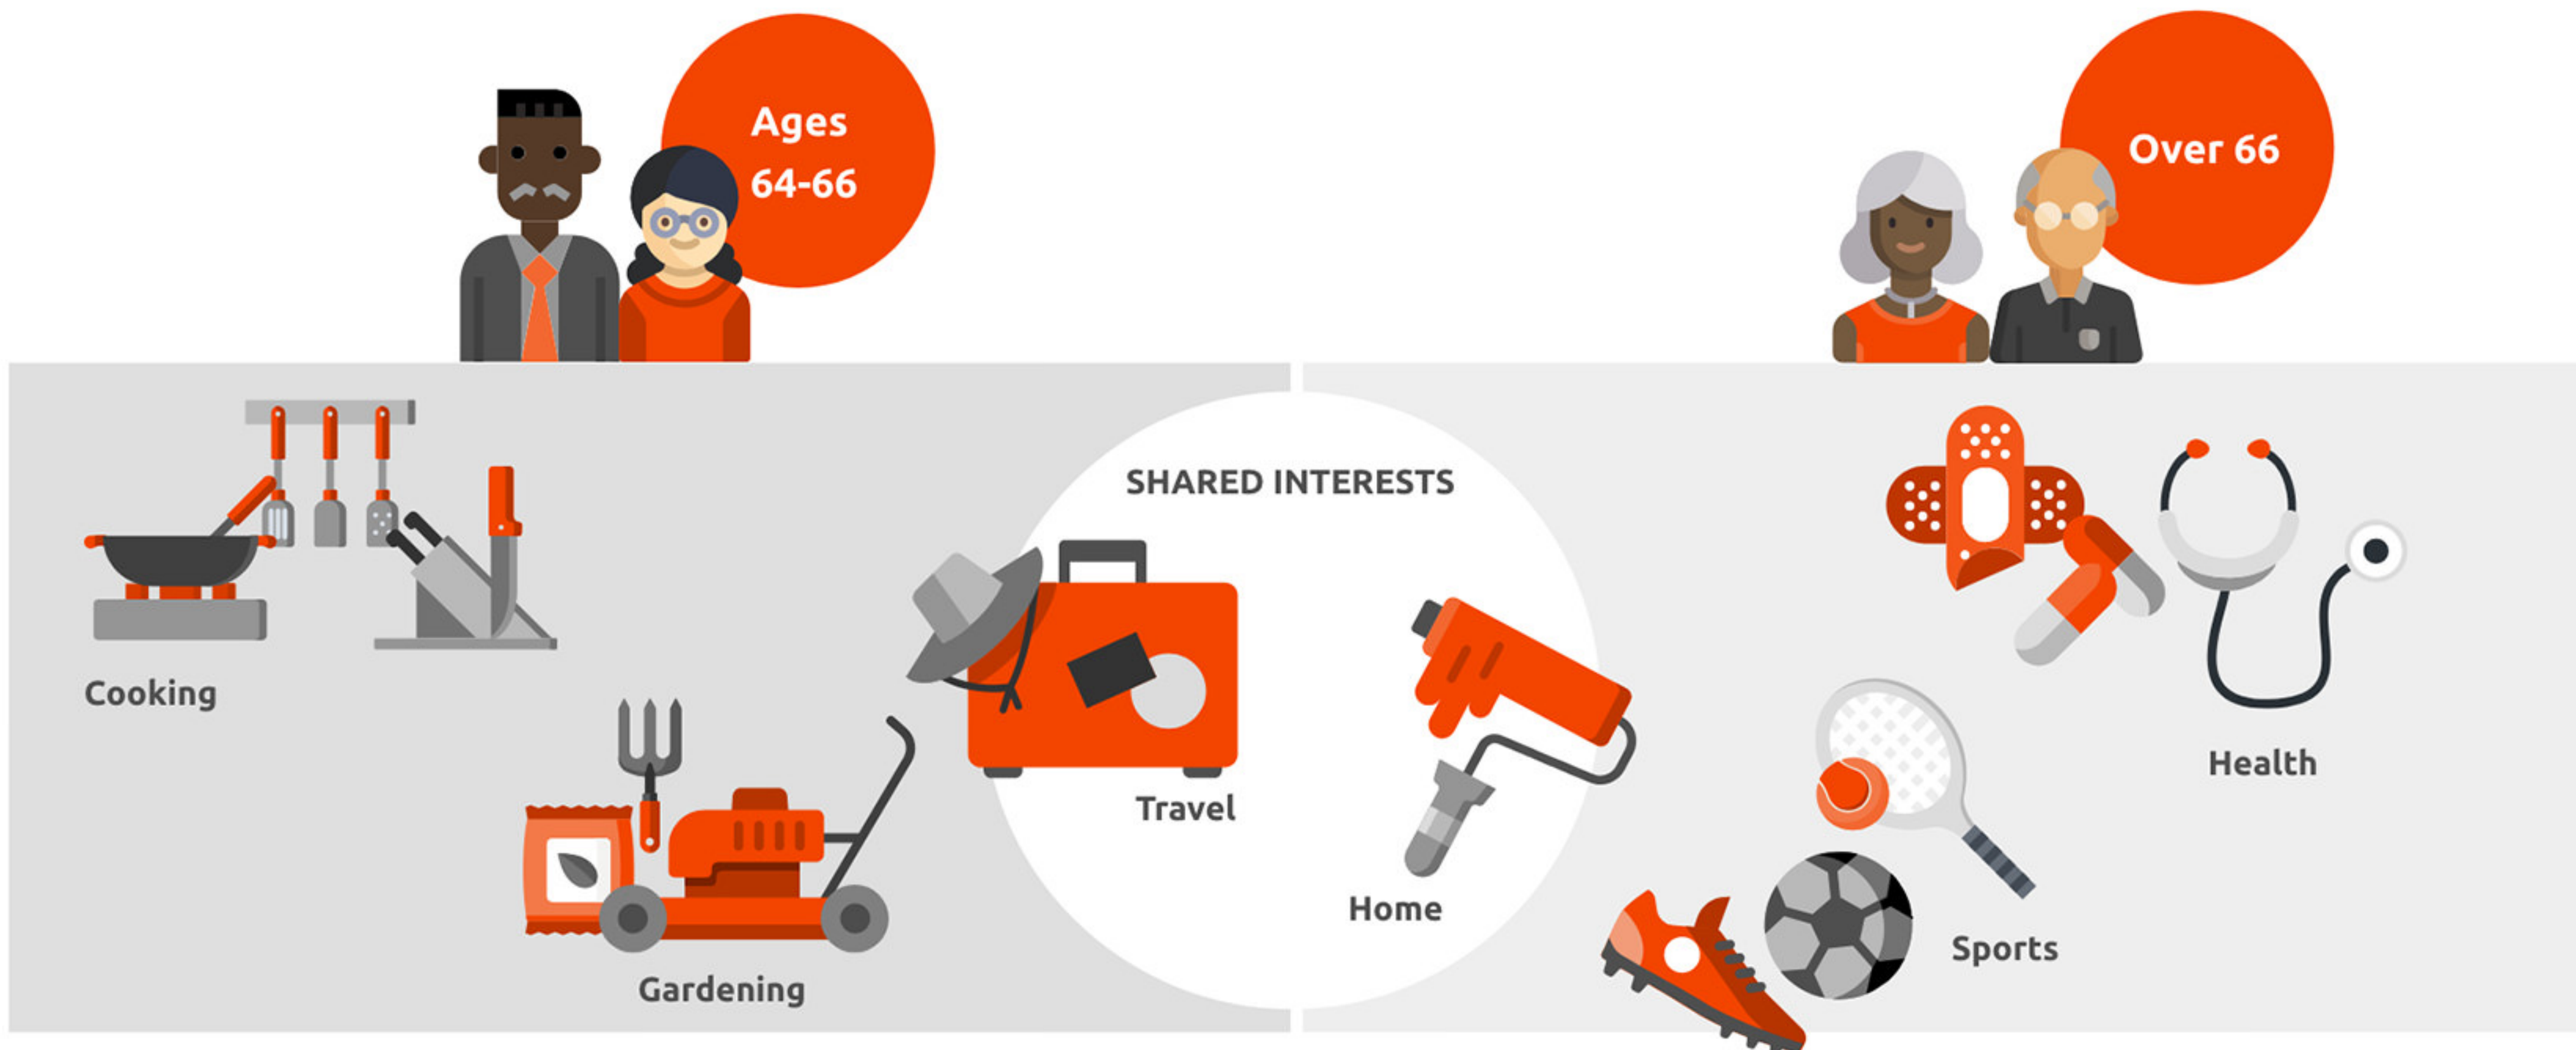 Ages
64-66
Over 66
SHARED INTERESTS
Cooking
Gardening
Travel
Home
Health
Sports